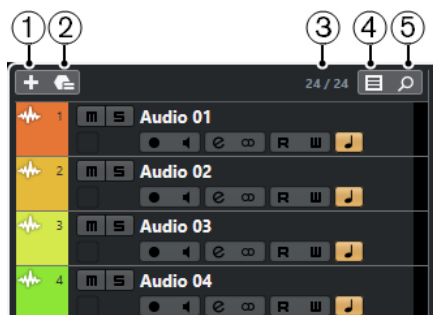 ① ② ③ ④ ⑤
24 / 24
1 m S Audio 01
e R W
2 m S Audio 02
e R W
3 m S Audio 03
e R W
4 m S Audio 04
e R W